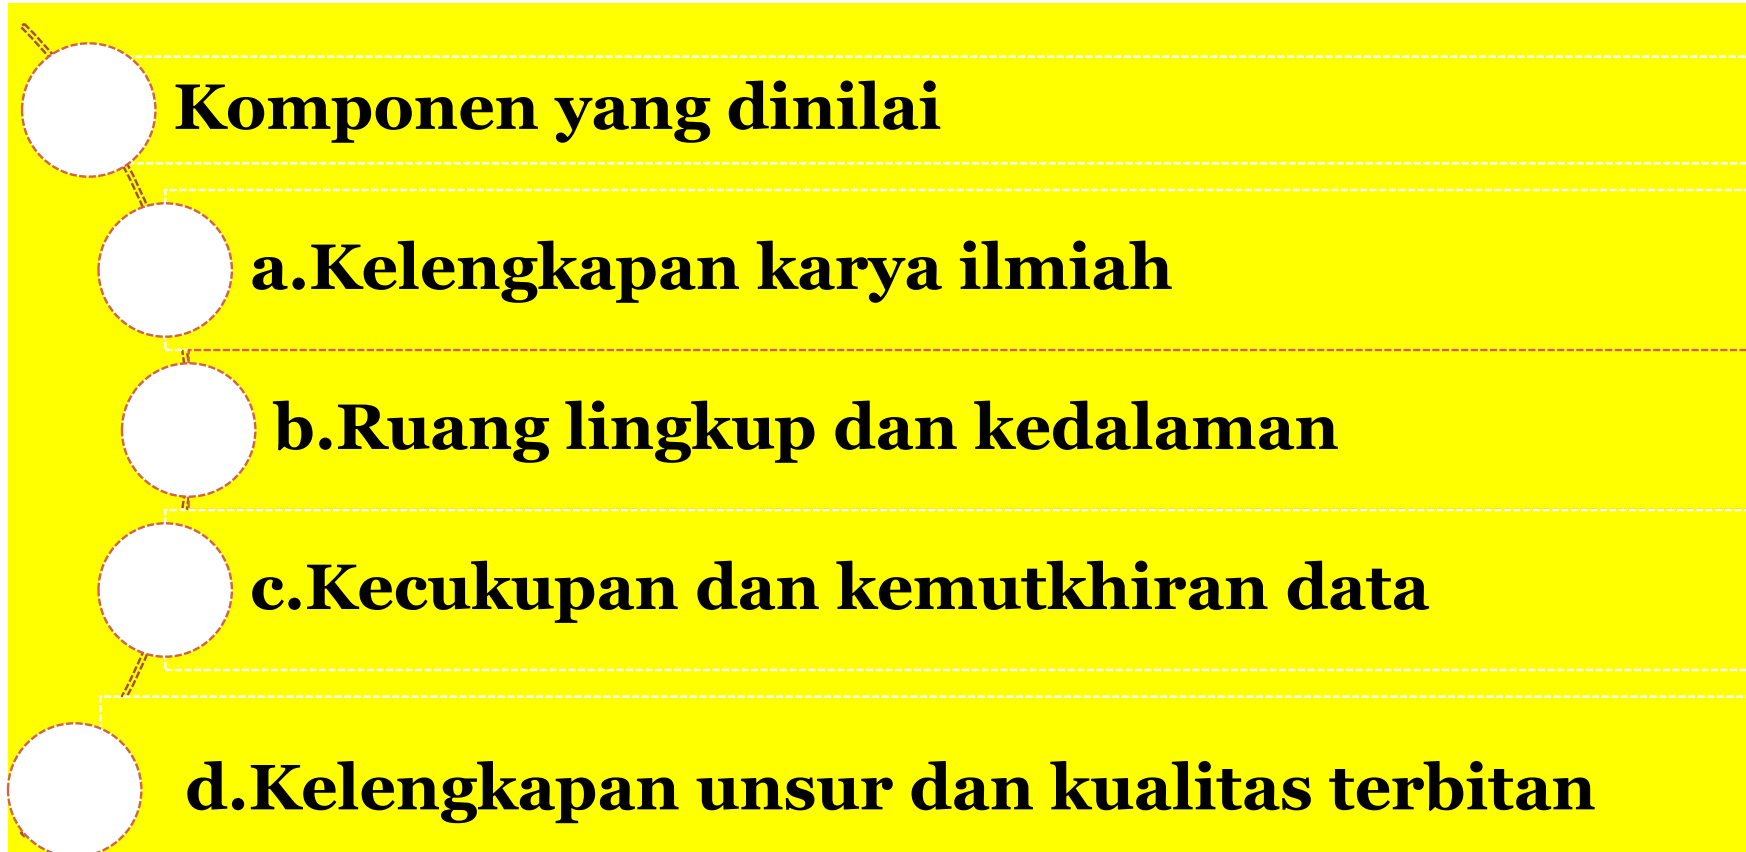 Komponen yang dinilai
a.Kelengkapan karya ilmiah
b.Ruang lingkup dan kedalaman
c.Kecukupan dan kemutkhiran data
d.Kelengkapan unsur dan kualitas terbitan